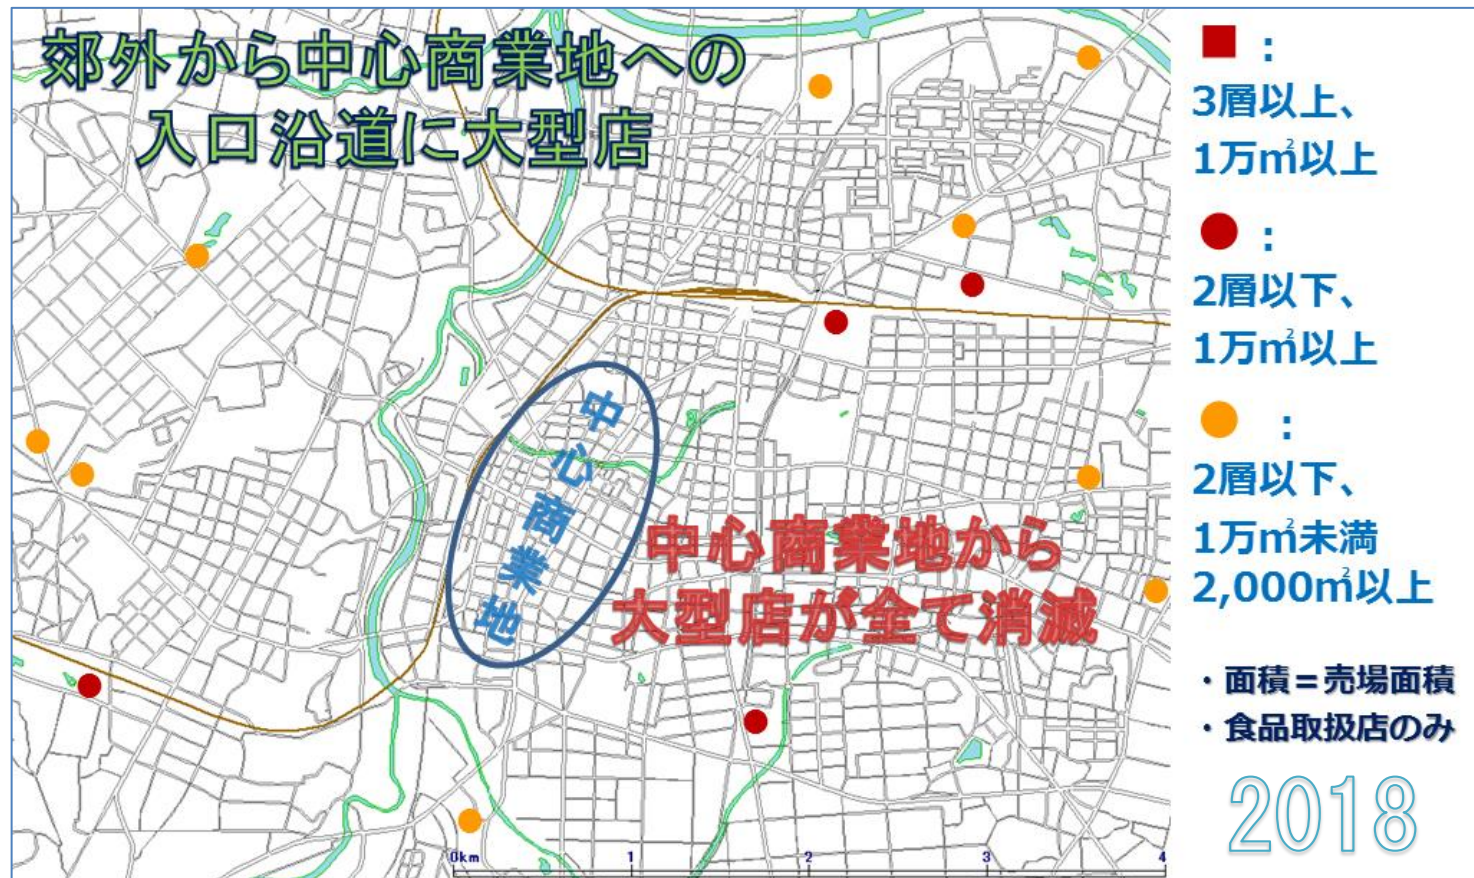 郊外から中心商業地への
入口沿道に大型店
中心商業地
中心商業地から
大型店が全て消滅
0km 1 2 3 4
：
3層以上、
1万㎡以上
：
2層以下、
1万㎡以上
：
2層以下、
1万㎡未満
2,000㎡以上
・面積＝売場面積
・食品取扱店のみ
2018